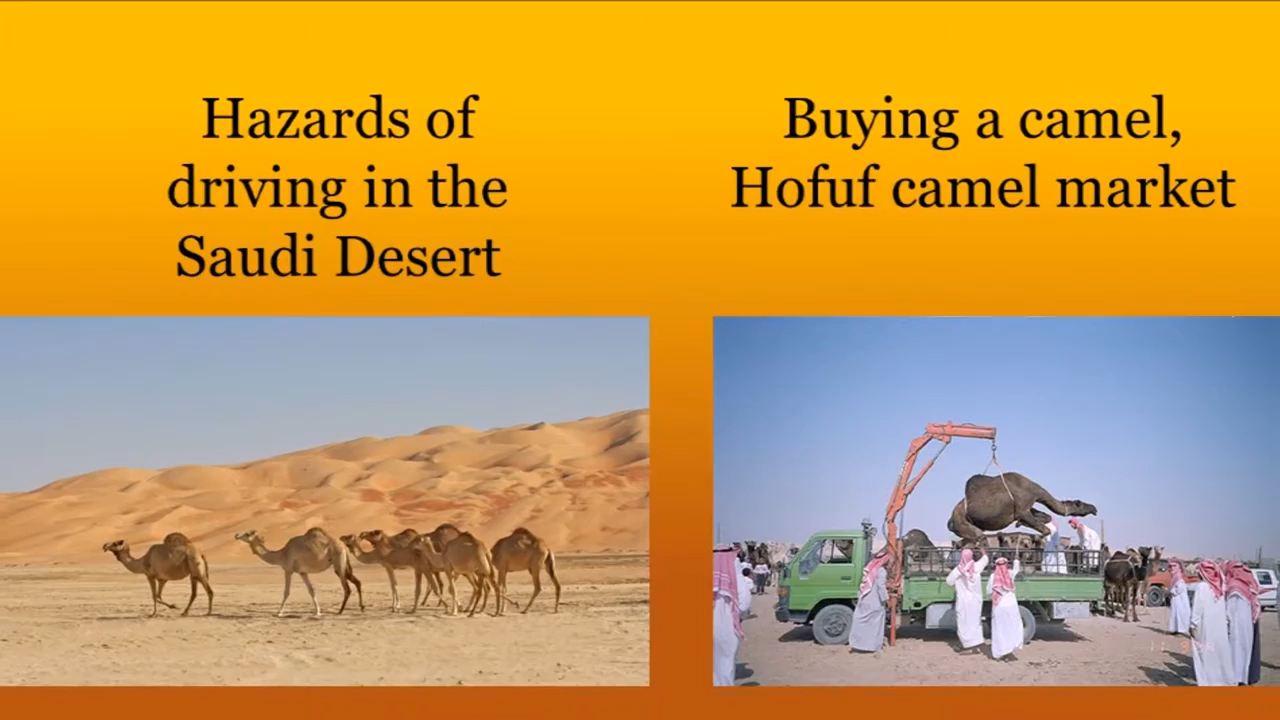 Hazards of
driving in the
Saudi Desert
Buying a camel,
Hofuf camel market